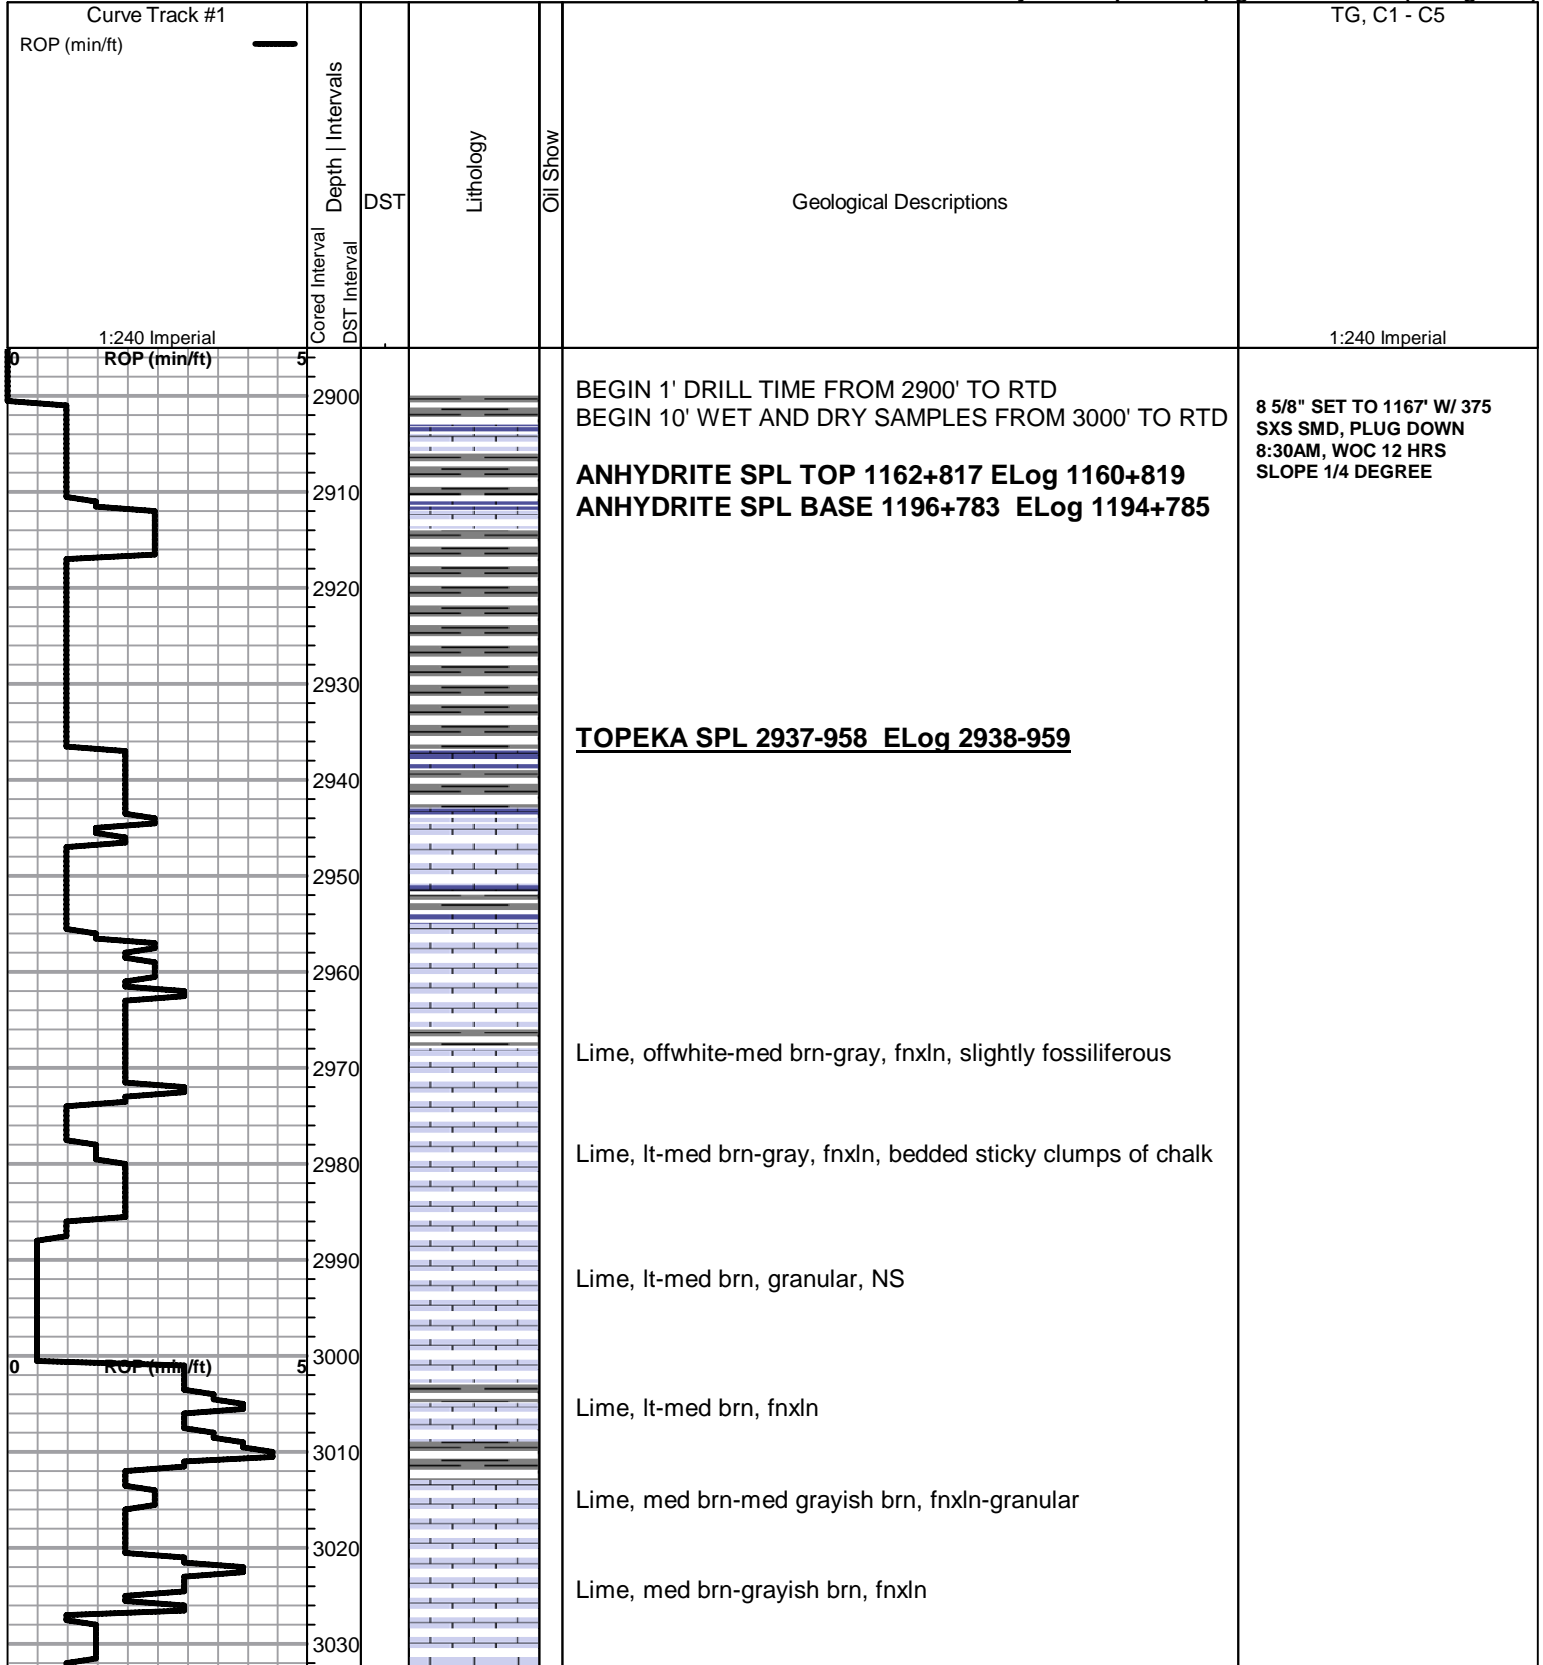 Curve Track #1
ROP (min/ft)
1:240 Imperial
Cored Interval
Depth | Intervals
DST Interval
DST
Lithology
Oil Show
Geological Descriptions
TG, C1 - C5
1:240 Imperial
0 ROP (min/ft) 5
2900
2910
2920
2930
2940
2950
2960
2970
2980
2990
3000
0 ROP (min/ft) 5
3010
3020
3030
BEGIN 1' DRILL TIME FROM 2900' TO RTD
BEGIN 10' WET AND DRY SAMPLES FROM 3000' TO RTD
ANHYDRITE SPL TOP 1162+817 ELog 1160+819
ANHYDRITE SPL BASE 1196+783 ELog 1194+785
TOPEKA SPL 2937-958 ELog 2938-959
Lime, offwhite-med brn-gray, fnxln, slightly fossiliferous
Lime, lt-med brn-gray, fnxln, bedded sticky clumps of chalk
Lime, lt-med brn, granular, NS
Lime, lt-med brn, fnxln
Lime, med brn-med grayish brn, fnxln-granular
Lime, med brn-grayish brn, fnxln
8 5/8" SET TO 1167' W/ 375
SXS SMD, PLUG DOWN
8:30AM, WOC 12 HRS
SLOPE 1/4 DEGREE